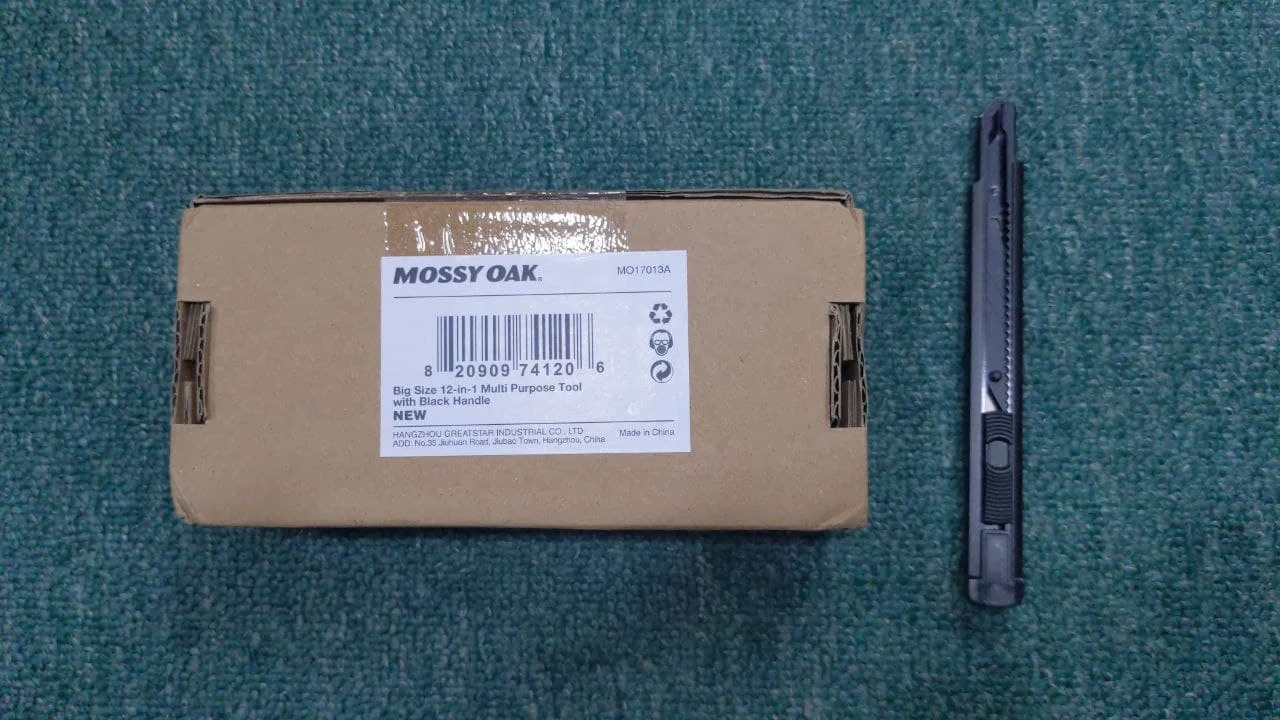 MOSSY OAK®
MO17013A
8 20909 74120 6
Big Size 12-in-1 Multi Purpose Tool
with Black Handle
NEW
HANGZHOU GREATSTAR INDUSTRIAL CO., LTD
ADD: No.35 Jiuhuan Road, Jiubao Town, Hangzhou, China
Made in China